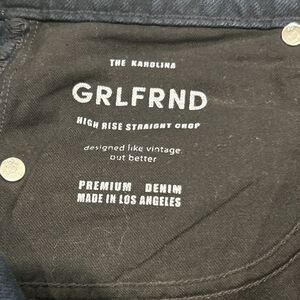 THE KAROLINA
GRLFRND
HIGH RISE STRAIGHT CROP
designed like vintage
but better
PREMIUM DENIM
MADE IN LOS ANGELES